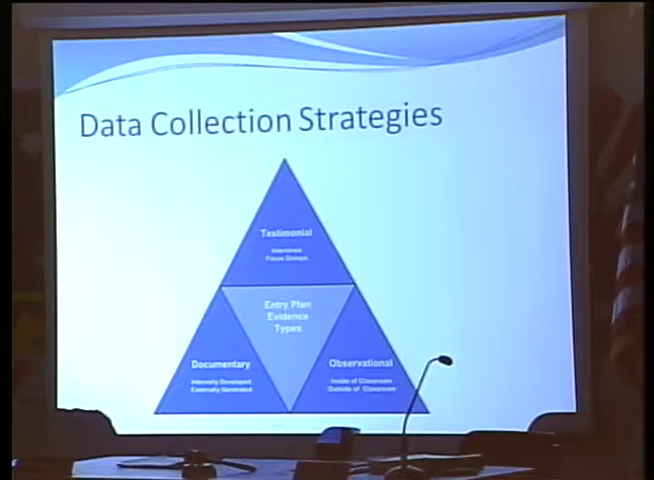 Data Collection Strategies
Testimonial
Interviews
Focus Groups
Entry Plan
Evidence
Types
Documentary
Internally Developed
Externally Generated
Observational
Inside of Classroom
Outside of Classroom